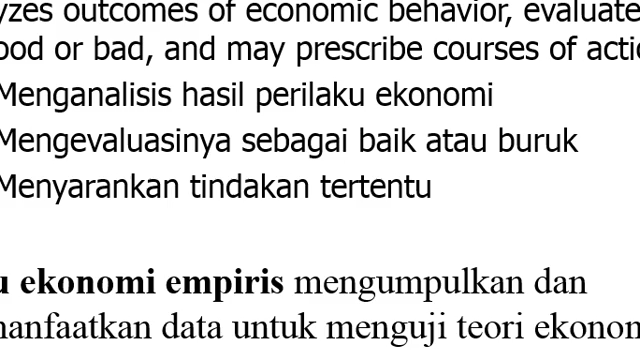 yzes outcomes of economic behavior, evaluate
ood or bad, and may prescribe courses of actio
Menganalisis hasil perilaku ekonomi
Mengevaluasinya sebagai baik atau buruk
Menyarankan tindakan tertentu
u ekonomi empiris mengumpulkan dan
manfaatkan data untuk menguji teori ekonom